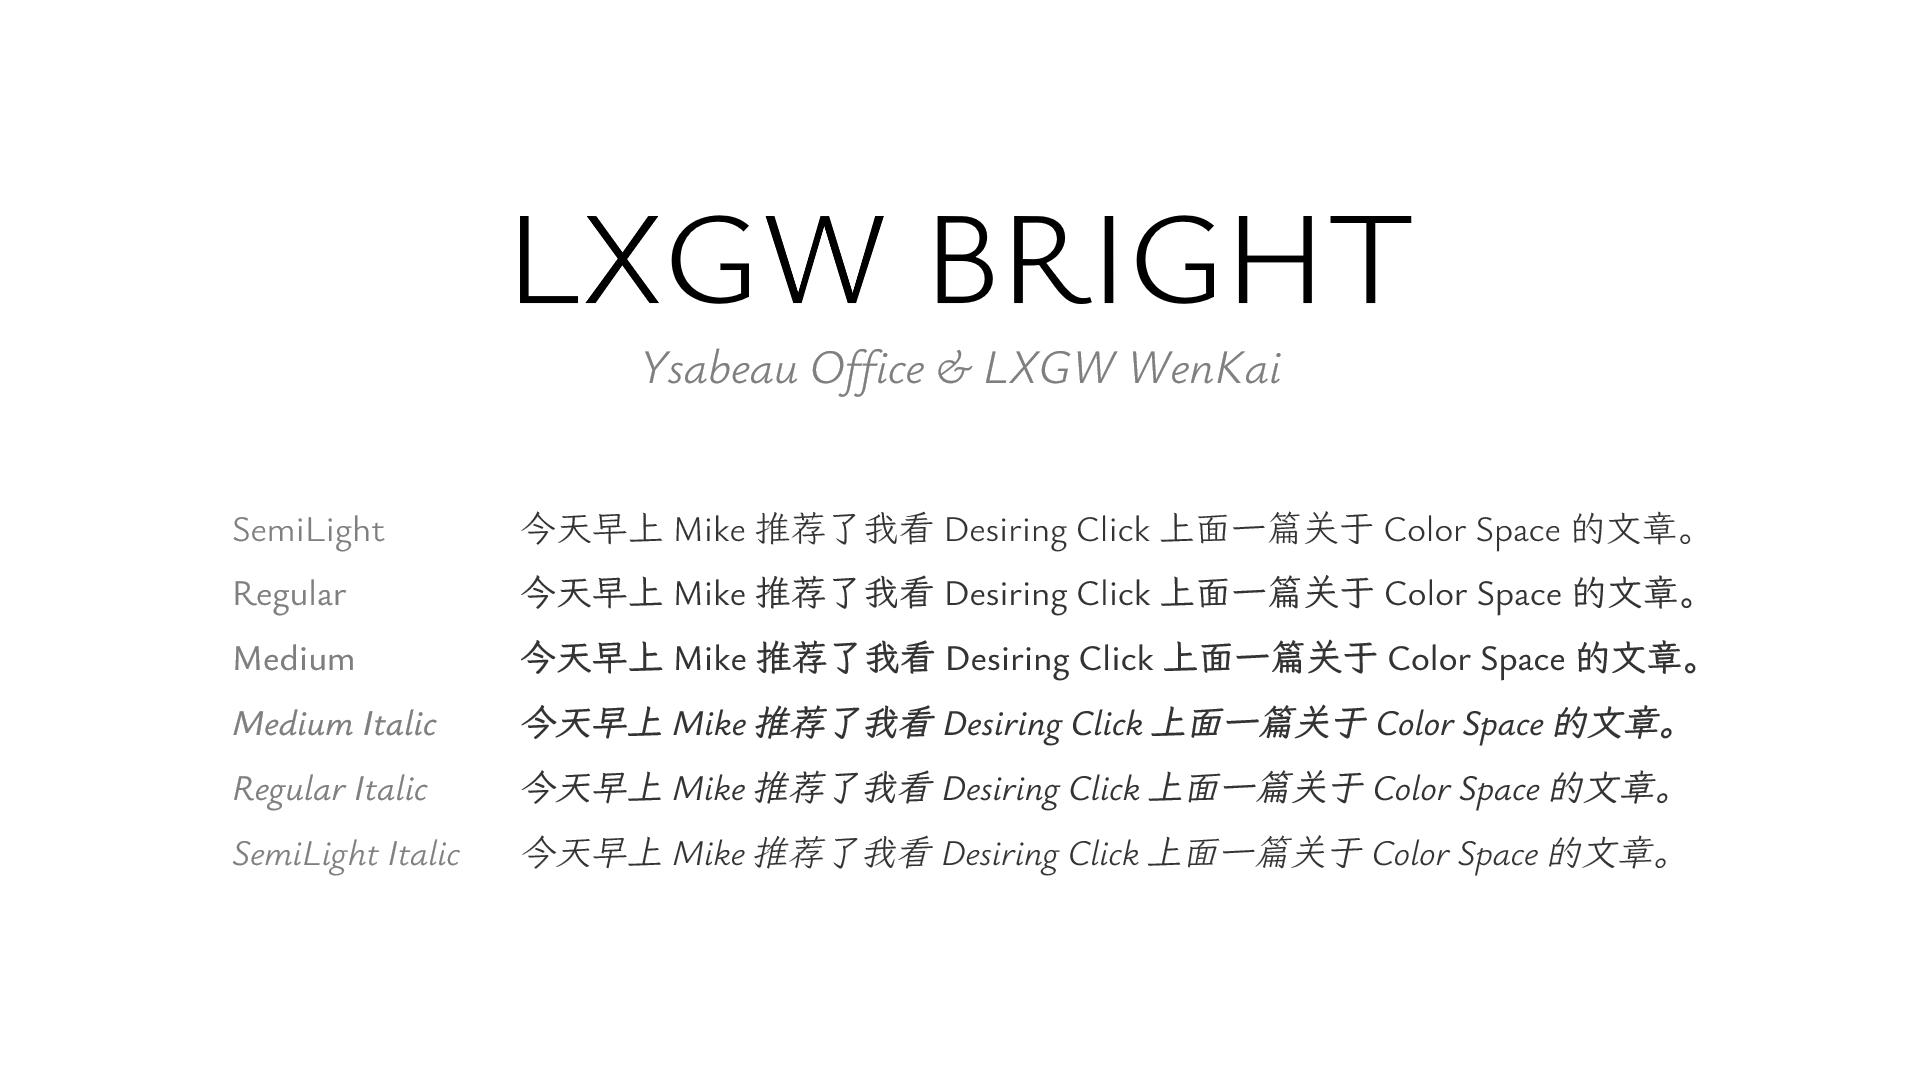 LXGW BRIGHT
Ysabeau Office & LXGW WenKai
SemiLight 今天早上 Mike 推荐了我看 Desiring Click 上面一篇关于 Color Space 的文章。
Regular 今天早上 Mike 推荐了我看 Desiring Click 上面一篇关于 Color Space 的文章。
Medium 今天早上 Mike 推荐了我看 Desiring Click 上面一篇关于 Color Space 的文章。
Medium Italic 今天早上 Mike 推荐了我看 Desiring Click 上面一篇关于 Color Space 的文章。
Regular Italic 今天早上 Mike 推荐了我看 Desiring Click 上面一篇关于 Color Space 的文章。
SemiLight Italic 今天早上 Mike 推荐了我看 Desiring Click 上面一篇关于 Color Space 的文章。